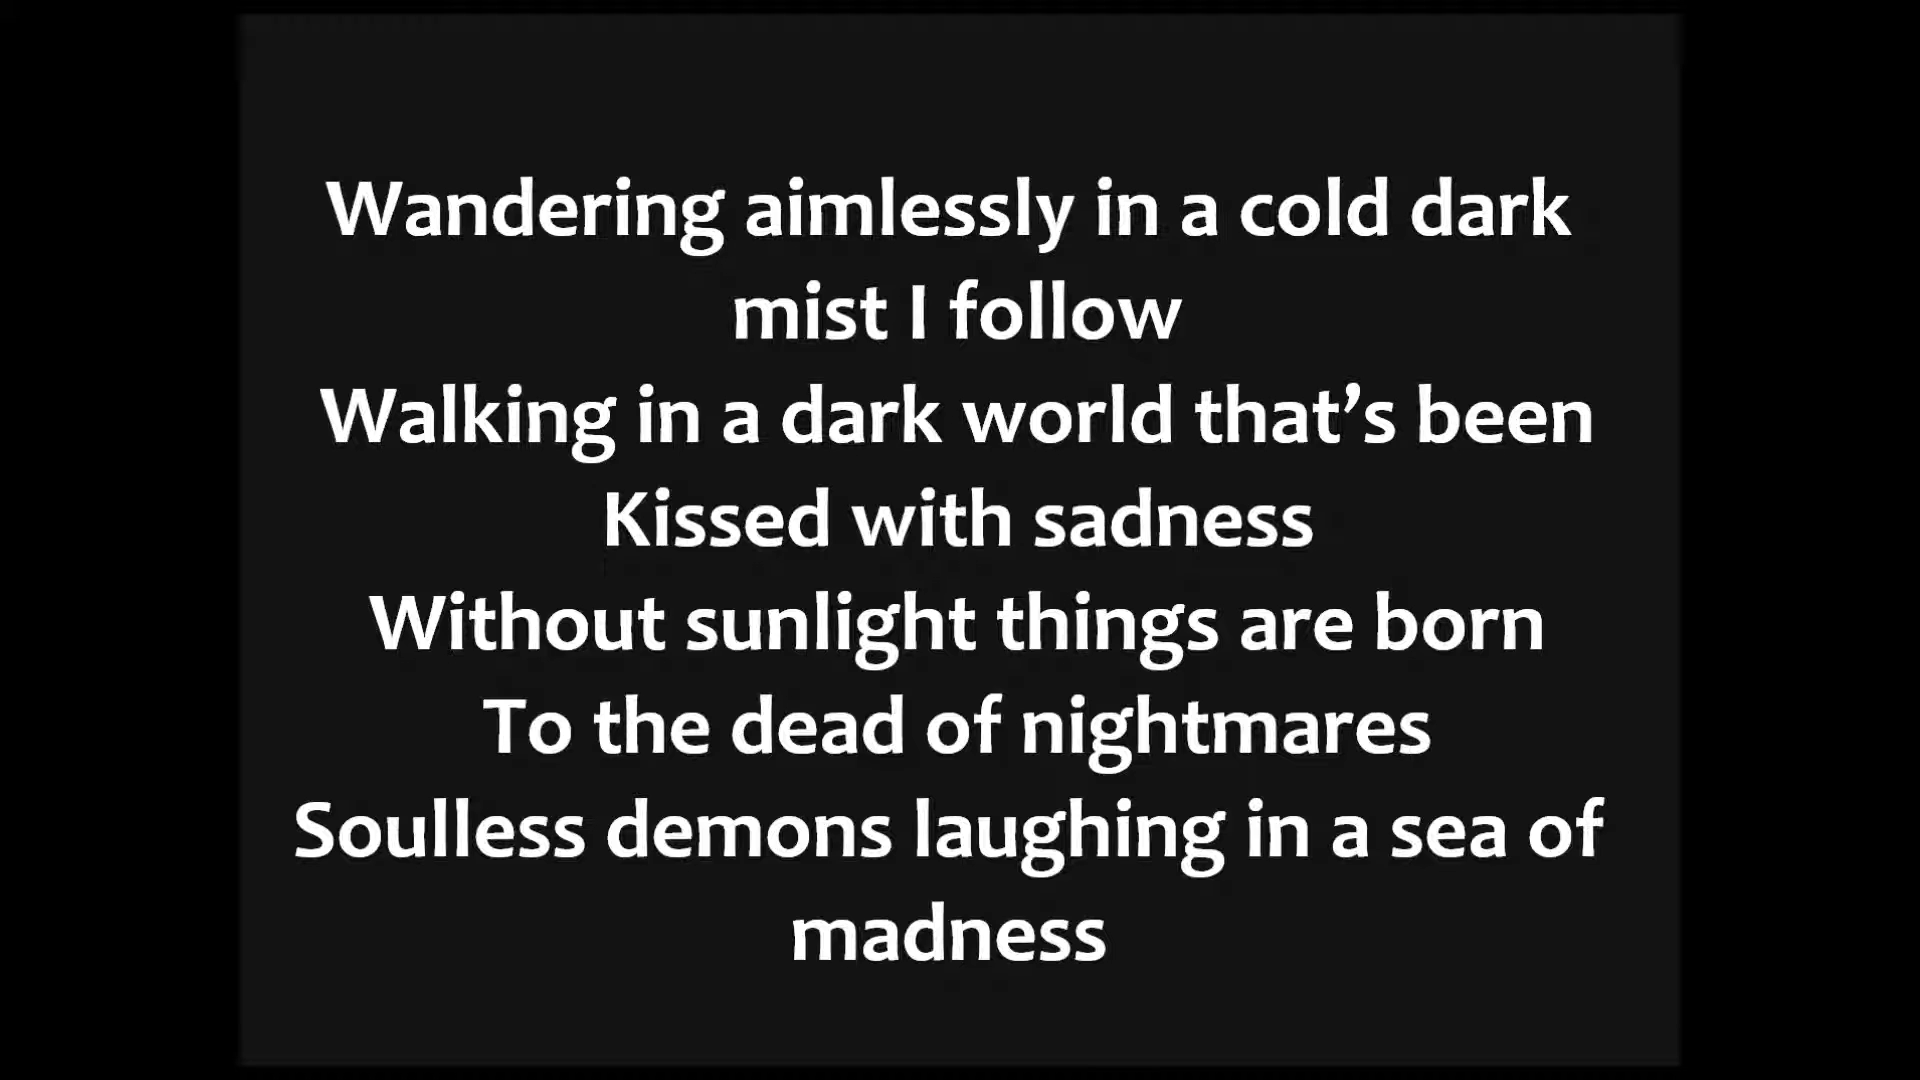 Wandering aimlessly in a cold dark
mist I follow
Walking in a dark world that’s been
Kissed with sadness
Without sunlight things are born
To the dead of nightmares
Soulless demons laughing in a sea of
madness